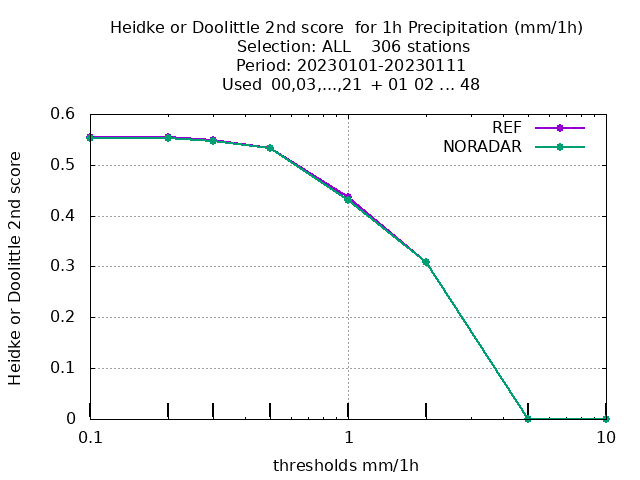 Heidke or Doolittle 2nd score  for 1h Precipitation (mm/1h)
Selection: ALL    306 stations
Period: 20230101-20230111
Used  00,03,...,21  + 01 02 ... 48
REF
NORADAR
0.6
0.5
0.4
0.3
0.2
0.1
0
0.1
1
10
Heidke or Doolittle 2nd score
thresholds mm/1h